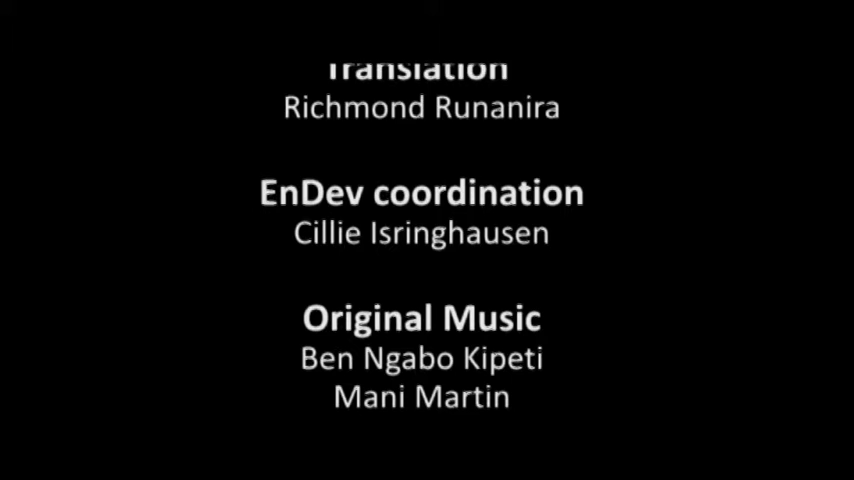 Translation
Richmond Runanira
EnDev coordination
Cillie Isringhausen
Original Music
Ben Ngabo Kipeti
Mani Martin